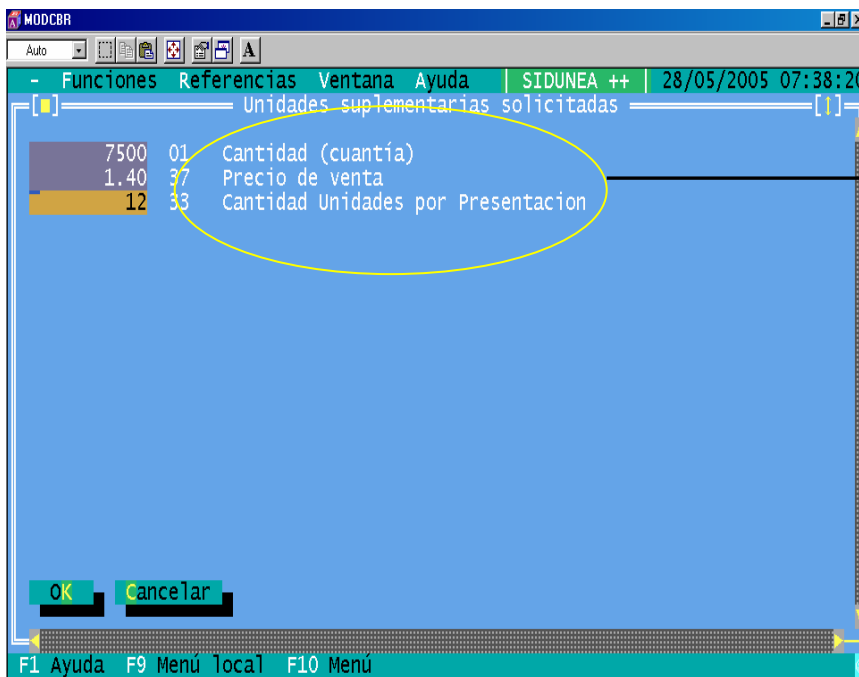 MODCBR
Auto
A
- Funciones Referencias Ventana Ayuda | SIDUNEA ++ | 28/05/2005 07:38:20
Unidades suplementarias solicitadas
7500 01 Cantidad (cuantía)
1.40 37 Precio de venta
12 33 Cantidad Unidades por Presentacion
OK Cancelar
F1 Ayuda F9 Menú local F10 Menú